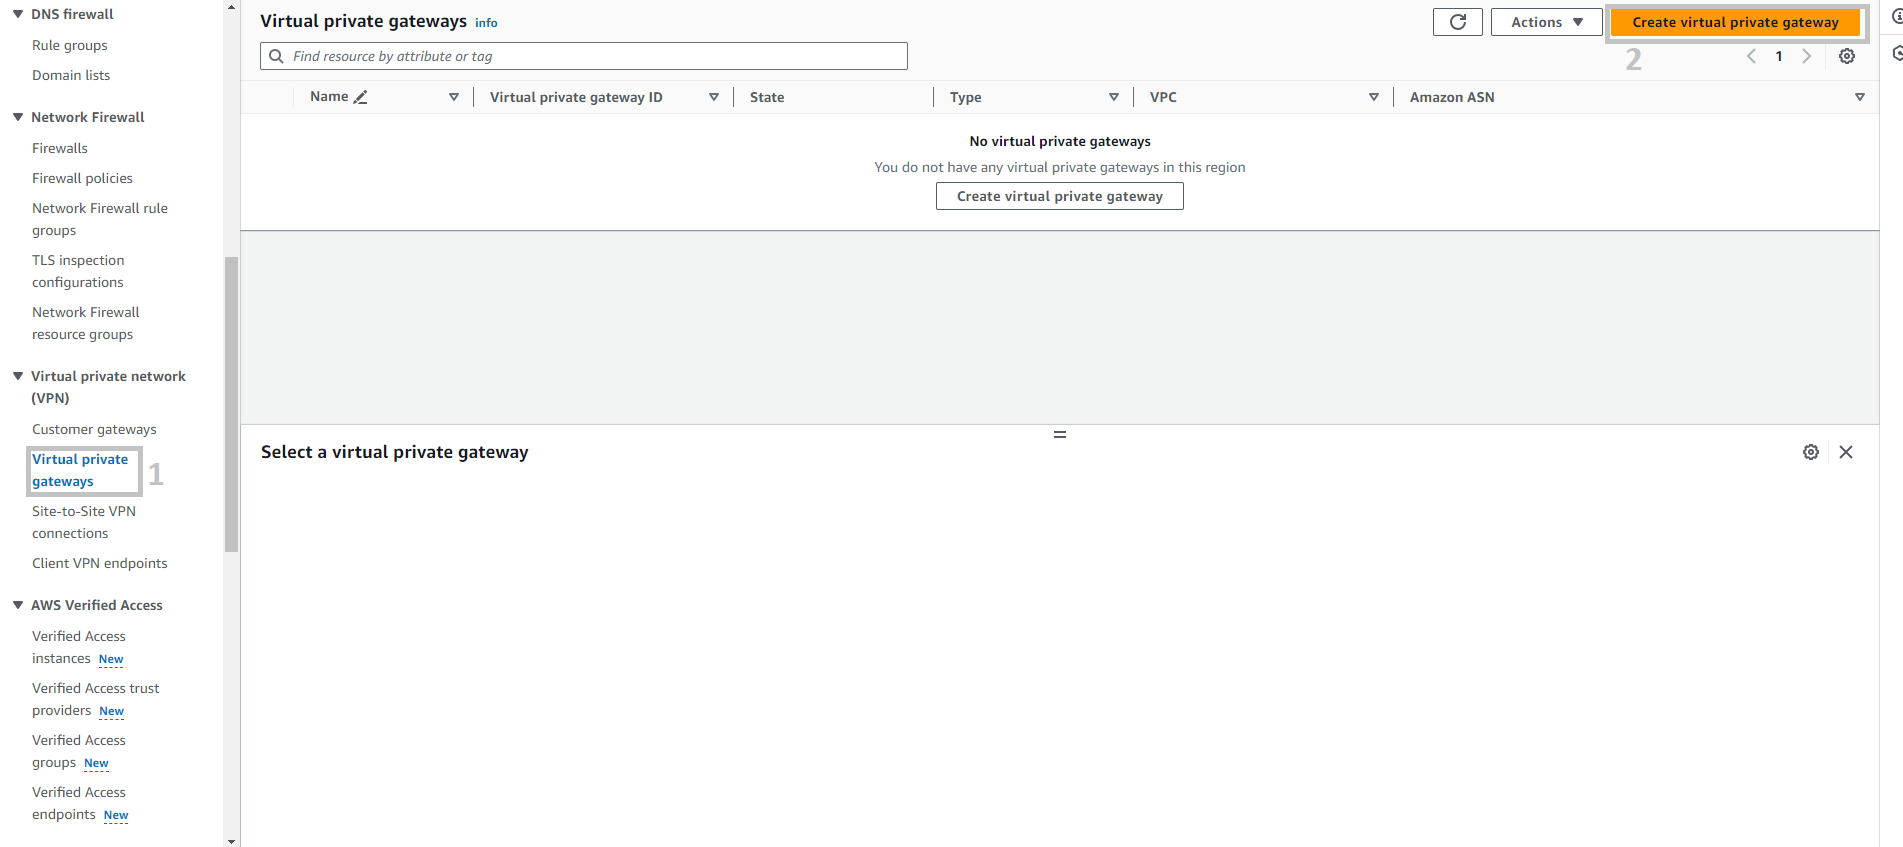 DNS firewall
Rule groups
Domain lists
Network Firewall
Firewalls
Firewall policies
Network Firewall rule
groups
TLS inspection
configurations
Network Firewall
resource groups
Virtual private network
(VPN)
Customer gateways
Virtual private
gateways
1
Site-to-Site VPN
connections
Client VPN endpoints
AWS Verified Access
Verified Access
instances New
Verified Access trust
providers New
Verified Access
groups New
Verified Access
endpoints New
Virtual private gateways Info
Actions
Create virtual private gateway
2
Find resource by attribute or tag
1
Name Virtual private gateway ID State Type VPC Amazon ASN
No virtual private gateways
You do not have any virtual private gateways in this region
Create virtual private gateway
Select a virtual private gateway